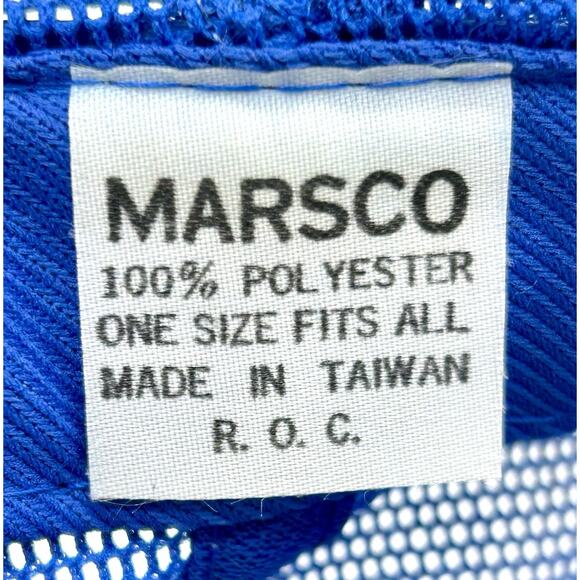 MARSCO
100% POLYESTER
ONE SIZE FITS ALL
MADE IN TAIWAN
R. O. C.